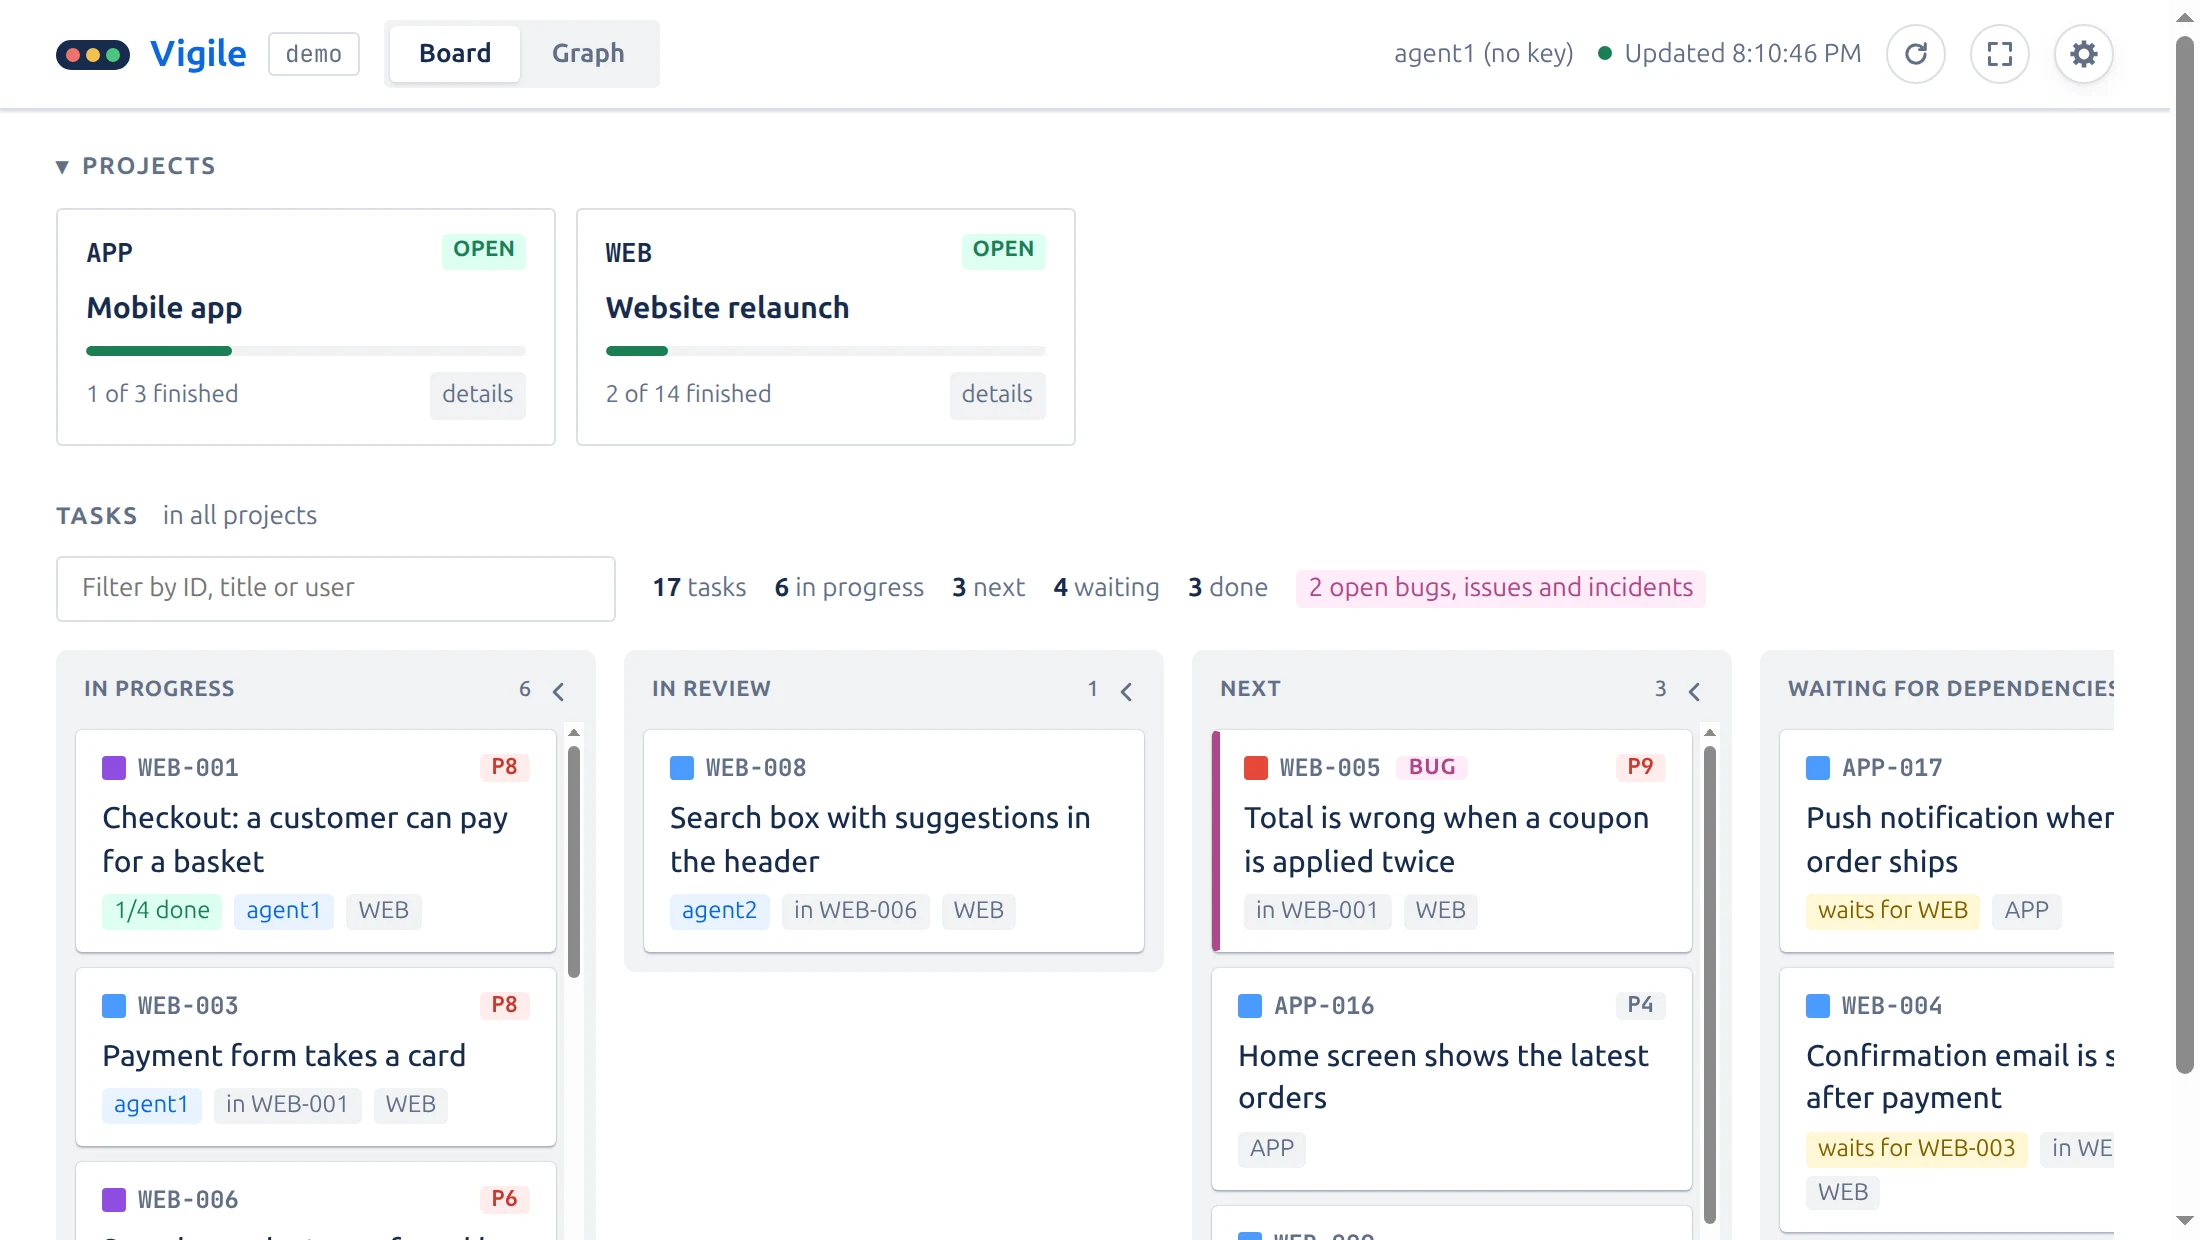 Vigile
demo
Board
Graph
agent1 (no key)
Updated 8:10:46 PM
PROJECTS
APP
OPEN
Mobile app
1 of 3 finished
details
WEB
OPEN
Website relaunch
2 of 14 finished
details
TASKS in all projects
Filter by ID, title or user
17 tasks 6 in progress 3 next 4 waiting 3 done 2 open bugs, issues and incidents
IN PROGRESS 6
WEB-001 P8
Checkout: a customer can pay
for a basket
1/4 done agent1 WEB
WEB-003 P8
Payment form takes a card
agent1 in WEB-001 WEB
WEB-006 P6
IN REVIEW 1
WEB-008
Search box with suggestions in
the header
agent2 in WEB-006 WEB
NEXT 3
WEB-005 BUG P9
Total is wrong when a coupon
is applied twice
in WEB-001 WEB
APP-016 P4
Home screen shows the latest
orders
APP
WAITING FOR DEPENDENCIES
APP-017
Push notification when
order ships
waits for WEB APP
WEB-004
Confirmation email is s
after payment
waits for WEB-003 in WE
WEB